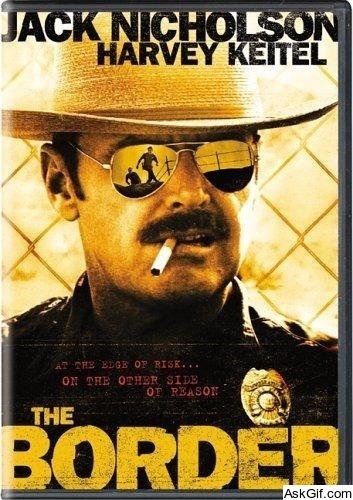 JACK NICHOLSON
HARVEY KEITEL
AT THE EDGE OF RISK...
ON THE OTHER SIDE
OF REASON
THE
BORDER
AskGif.com